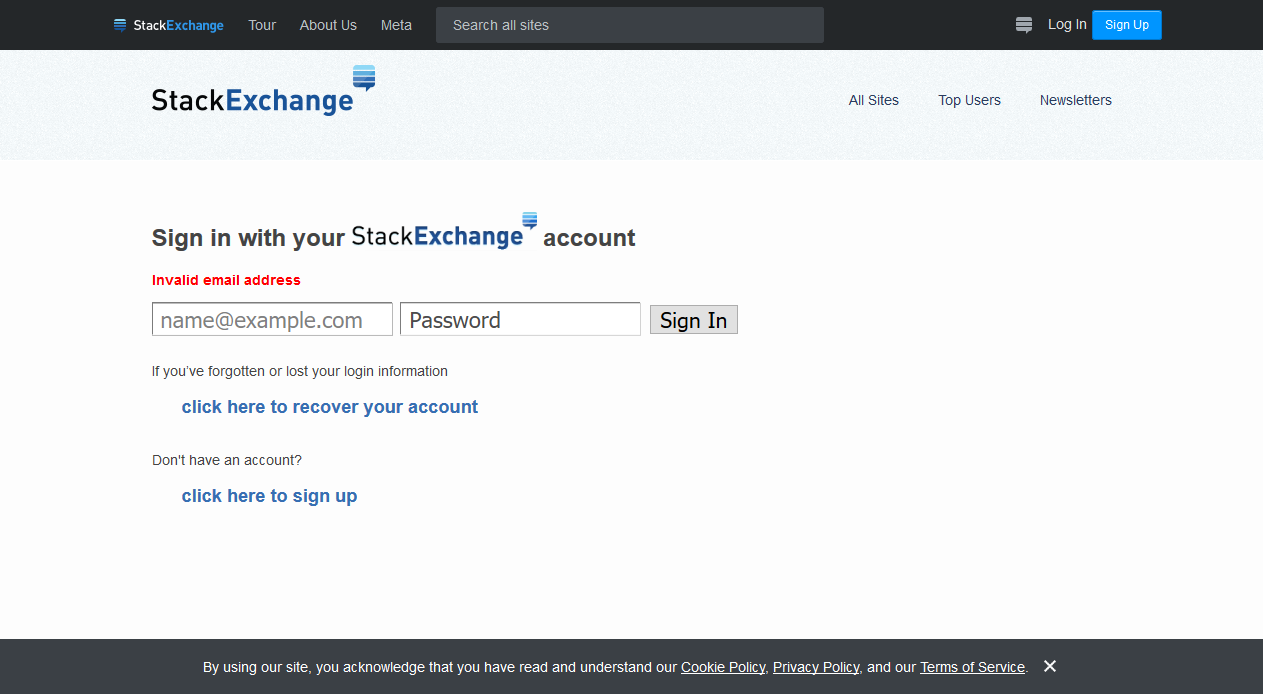 StackExchange Tour About Us Meta Search all sites Log In Sign Up
StackExchange All Sites Top Users Newsletters
Sign in with your StackExchange account
Invalid email address
name@example.com Password Sign In
If you've forgotten or lost your login information
click here to recover your account
Don't have an account?
click here to sign up
By using our site, you acknowledge that you have read and understand our Cookie Policy, Privacy Policy, and our Terms of Service. ✕